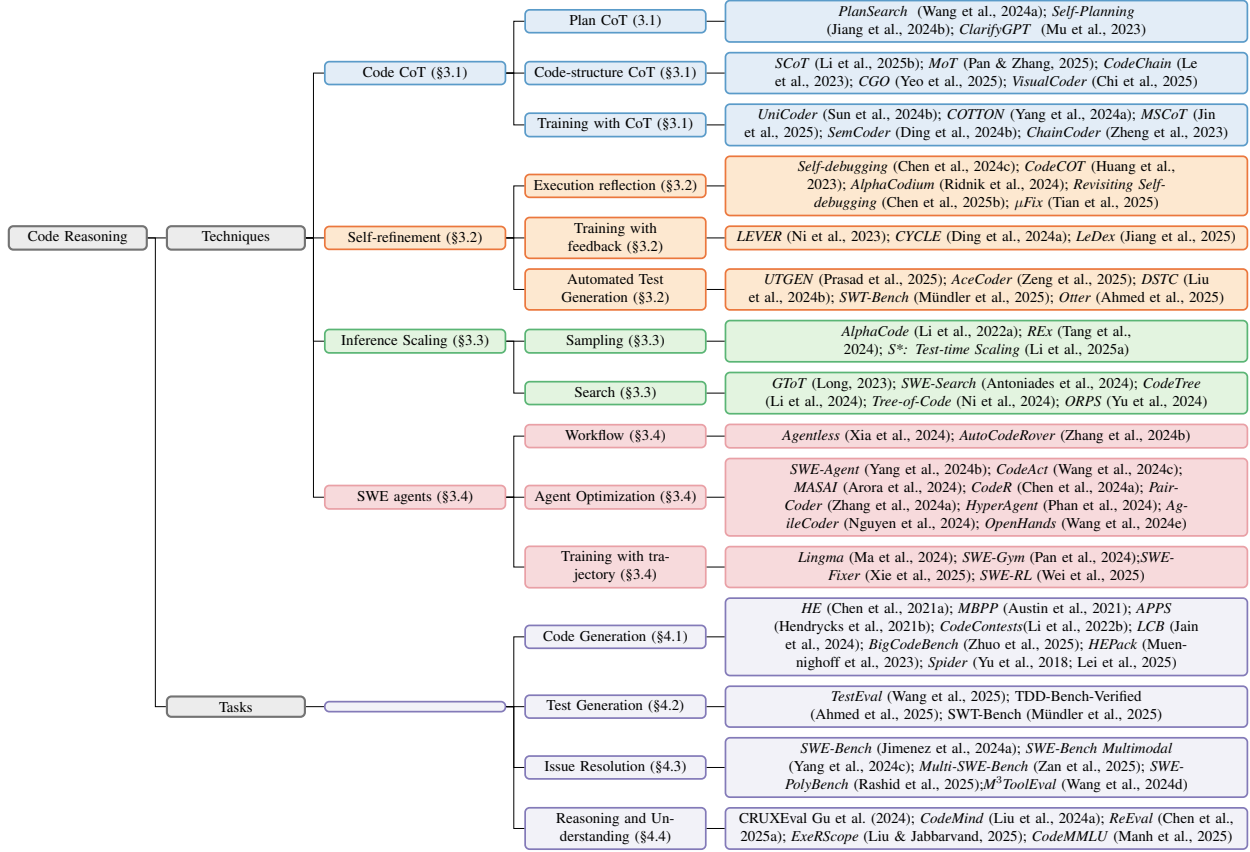 Code Reasoning
Techniques
Code CoT (§3.1)
Plan CoT (3.1)
PlanSearch (Wang et al., 2024a); Self-Planning
(Jiang et al., 2024b); ClarifyGPT (Mu et al., 2023)
Code-structure CoT (§3.1)
SCoT (Li et al., 2025b); MoT (Pan & Zhang, 2025); CodeChain (Le
et al., 2023); CGO (Yeo et al., 2025); VisualCoder (Chi et al., 2025)
Training with CoT (§3.1)
UniCoder (Sun et al., 2024b); COTTON (Yang et al., 2024a); MSCoT (Jin
et al., 2025); SemCoder (Ding et al., 2024b); ChainCoder (Zheng et al., 2023)
Self-refinement (§3.2)
Execution reflection (§3.2)
Self-debugging (Chen et al., 2024c); CodeCOT (Huang et al.,
2023); AlphaCodium (Ridnik et al., 2024); Revisiting Self-
debugging (Chen et al., 2025b); μFix (Tian et al., 2025)
Training with
feedback (§3.2)
LEVER (Ni et al., 2023); CYCLE (Ding et al., 2024a); LeDex (Jiang et al., 2025)
Automated Test
Generation (§3.2)
UTGEN (Prasad et al., 2025); AceCoder (Zeng et al., 2025); DSTC (Liu
et al., 2024b); SWT-Bench (Mündler et al., 2025); Otter (Ahmed et al., 2025)
Inference Scaling (§3.3)
Sampling (§3.3)
AlphaCode (Li et al., 2022a); REx (Tang et al.,
2024); S*: Test-time Scaling (Li et al., 2025a)
Search (§3.3)
GToT (Long, 2023); SWE-Search (Antoniades et al., 2024); CodeTree
(Li et al., 2024); Tree-of-Code (Ni et al., 2024); ORPS (Yu et al., 2024)
SWE agents (§3.4)
Workflow (§3.4)
Agentless (Xia et al., 2024); AutoCodeRover (Zhang et al., 2024b)
Agent Optimization (§3.4)
SWE-Agent (Yang et al., 2024b); CodeAct (Wang et al., 2024c);
MASAI (Arora et al., 2024); CodeR (Chen et al., 2024a); Pair-
Coder (Zhang et al., 2024a); HyperAgent (Phan et al., 2024); Ag-
ileCoder (Nguyen et al., 2024); OpenHands (Wang et al., 2024e)
Training with tra-
jectory (§3.4)
Lingma (Ma et al., 2024); SWE-Gym (Pan et al., 2024);SWE-
Fixer (Xie et al., 2025); SWE-RL (Wei et al., 2025)
Tasks
Code Generation (§4.1)
HE (Chen et al., 2021a); MBPP (Austin et al., 2021); APPS
(Hendrycks et al., 2021b); CodeContests(Li et al., 2022b); LCB (Jain
et al., 2024); BigCodeBench (Zhuo et al., 2025); HEPack (Muen-
nighoff et al., 2023); Spider (Yu et al., 2018; Lei et al., 2025)
Test Generation (§4.2)
TestEval (Wang et al., 2025); TDD-Bench-Verified
(Ahmed et al., 2025); SWT-Bench (Mündler et al., 2025)
Issue Resolution (§4.3)
SWE-Bench (Jimenez et al., 2024a); SWE-Bench Multimodal
(Yang et al., 2024c); Multi-SWE-Bench (Zan et al., 2025); SWE-
PolyBench (Rashid et al., 2025);M³ToolEval (Wang et al., 2024d)
Reasoning and Un-
derstanding (§4.4)
CRUXEval Gu et al. (2024); CodeMind (Liu et al., 2024a); ReEval (Chen et al.,
2025a); ExeRScope (Liu & Jabbarvand, 2025); CodeMMLU (Manh et al., 2025)